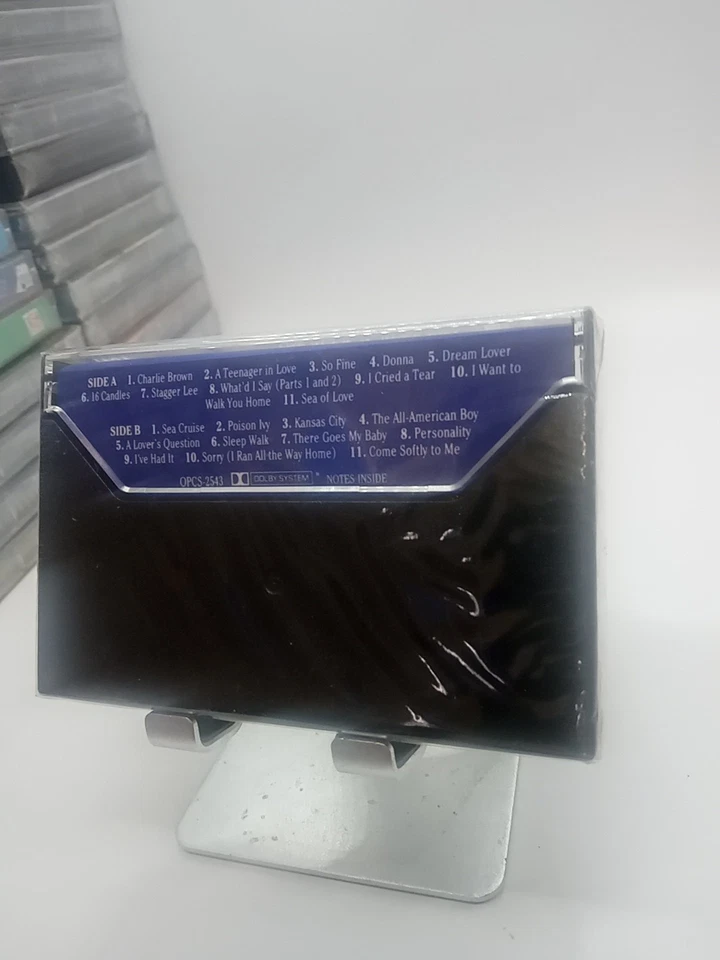 SIDE A 1. Charlie Brown 2. A Teenager in Love 3. So Fine 4. Donna 5. Dream Lover
6. 16 Candles 7. Stagger Lee 8. What'd I Say (Parts 1 and 2) 9. I Cried a Tear 10. I Want to
Walk You Home 11. Sea of Love
SIDE B 1. Sea Cruise 2. Poison Ivy 3. Kansas City 4. The All-American Boy
5. A Lover's Question 6. Sleep Walk 7. There Goes My Baby 8. Personality
9. I've Had It 10. Sorry (I Ran All the Way Home) 11. Come Softly to Me
OPCS-2543 DOLBY SYSTEM ® NOTES INSIDE